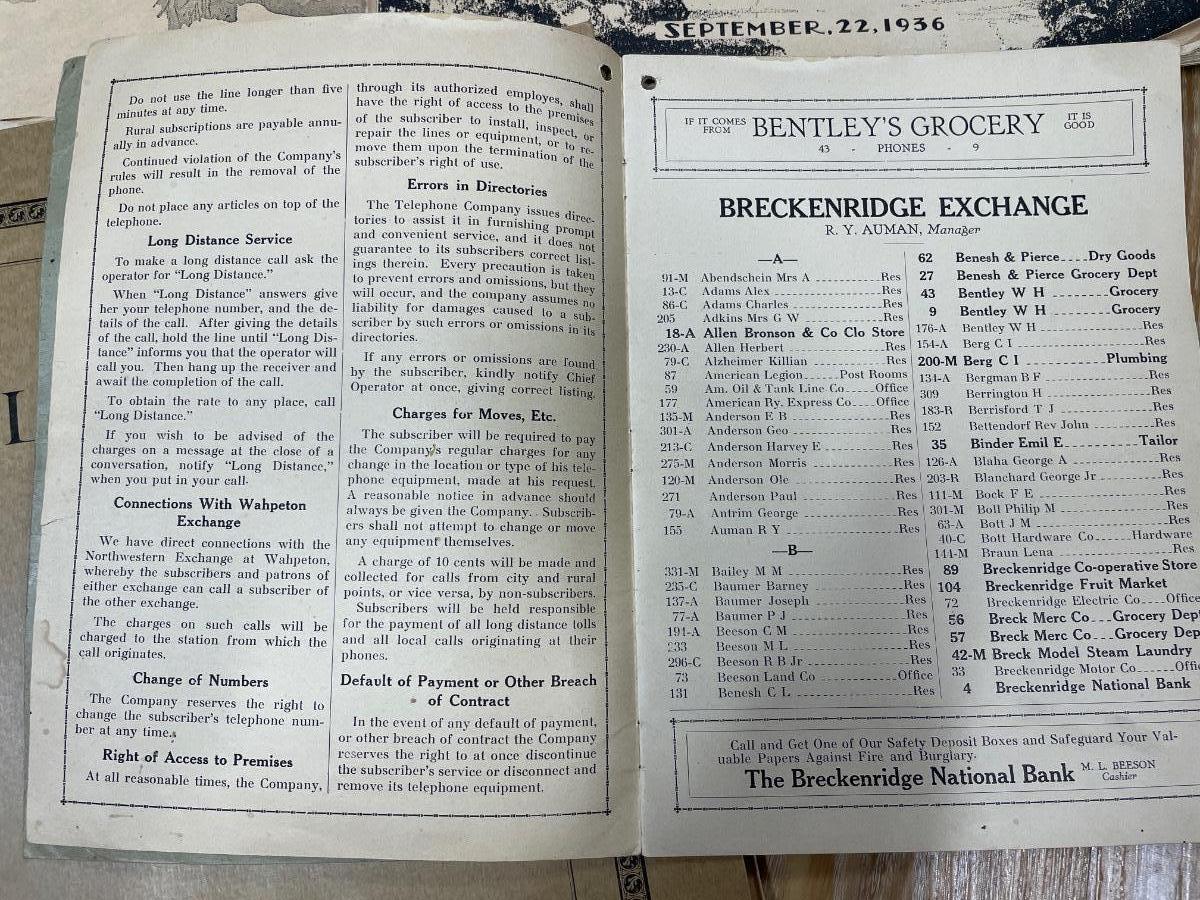 SEPTEMBER, 22, 1936
L
Do not use the line longer than five
minutes at any time.
Rural subscriptions are payable annu-
ally in advance.
Continued violation of the Company's
rules will result in the removal of the
phone.
Do not place any articles on top of the
telephone.
Long Distance Service
To make a long distance call ask the
operator for "Long Distance."
When "Long Distance" answers give
her your telephone number, and the de-
tails of the call. After giving the details
of the call, hold the line until "Long Dis-
tance" informs you that the operator will
call you. Then hang up the receiver and
await the completion of the call.
To obtain the rate to any place, call
"Long Distance."
If you wish to be advised of the
charges on a message at the close of a
conversation, notify "Long Distance,"
when you put in your call.
Connections With Wahpeton
Exchange
We have direct connections with the
Northwestern Exchange at Wahpeton,
whereby the subscribers and patrons of
either exchange can call a subscriber of
the other exchange.
The charges on such calls will be
charged to the station from which the
call originates.
Change of Numbers
The Company reserves the right to
change the subscriber's telephone num-
ber at any time.
Right of Access to Premises
At all reasonable times, the Company,
through its authorized employes, shall
have the right of access to the premises
of the subscriber to install, inspect, or
repair the lines or equipment, or to re-
move them upon the termination of the
subscriber's right of use.
Errors in Directories
The Telephone Company issues direc-
tories to assist it in furnishing prompt
and convenient service, and it does not
guarantee to its subscribers correct list-
ings therein. Every precaution is taken
to prevent errors and omissions, but they
will occur, and the company assumes no
liability for damages caused to a sub-
scriber by such errors or omissions in its
directories.
If any errors or omissions are found
by the subscriber, kindly notify Chief
Operator at once, giving correct listing.
Charges for Moves, Etc.
The subscriber will be required to pay
the Company's regular charges for any
change in the location or type of his tele-
phone equipment, made at his request.
A reasonable notice in advance should
always be given the Company. Subscrib-
ers shall not attempt to change or move
any equipment themselves.
A charge of 10 cents will be made and
collected for calls from city and rural
points, or vice versa, by non-subscribers.
Subscribers will be held responsible
for the payment of all long distance tolls
and all local calls originating at their
phones.
Default of Payment or Other Breach
of Contract
In the event of any default of payment,
or other breach of contract the Company
reserves the right to at once discontinue
the subscriber's service or disconnect and
remove its telephone equipment.
IF IT COMES FROM BENTLEY'S GROCERY IT IS GOOD
43 - PHONES - 9
BRECKENRIDGE EXCHANGE
R. Y. AUMAN, Manager
—A—
91-M Abendschein Mrs A Res
13-C Adams Alex Res
86-C Adams Charles Res
205 Adkins Mrs G W Res
18-A Allen Bronson & Co Clo Store
230-A Allen Herbert Res
79-C Alzheimer Killian Res
87 American Legion Post Rooms
59 Am. Oil & Tank Line Co Office
177 American Ry. Express Co Office
135-M Anderson E B Res
301-A Anderson Geo Res
213-C Anderson Harvey E Res
275-M Anderson Morris Res
120-M Anderson Ole Res
271 Anderson Paul Res
79-A Antrim George Res
155 Auman R Y Res
—B—
331-M Bailey M M Res
235-C Baumer Barney Res
137-A Baumer Joseph Res
77-A Baumer P J Res
191-A Beeson C M Res
233 Beeson M L Res
296-C Beeson R B Jr Res
73 Beeson Land Co Office
131 Benesh C L Res
62 Benesh & Pierce Dry Goods
27 Benesh & Pierce Grocery Dept
43 Bentley W H Grocery
9 Bentley W H Grocery
176-A Bentley W H Res
154-A Berg C I Res
200-M Berg C I Plumbing
134-A Bergman B F Res
309 Berrington H Res
183-R Berrisford T J Res
152 Bettendorf Rev John Res
35 Binder Emil E Tailor
126-A Blaha George A Res
203-R Blanchard George Jr Res
111-M Bock F E Res
301-M Boll Philip M Res
63-A Bott J M Res
40-C Bott Hardware Co Hardware
144-M Braun Lena Res
89 Breckenridge Co-operative Store
104 Breckenridge Fruit Market
72 Breckenridge Electric Co Office
56 Breck Merc Co Grocery Dept
57 Breck Merc Co Grocery Dep
42-M Breck Model Steam Laundry
33 Breckenridge Motor Co Offi
4 Breckenridge National Bank
Call and Get One of Our Safety Deposit Boxes and Safeguard Your Val-
uable Papers Against Fire and Burglary.
The Breckenridge National Bank M. L. BEESON Cashier